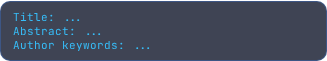 Title: ...
Abstract: ...
Author keywords: ...